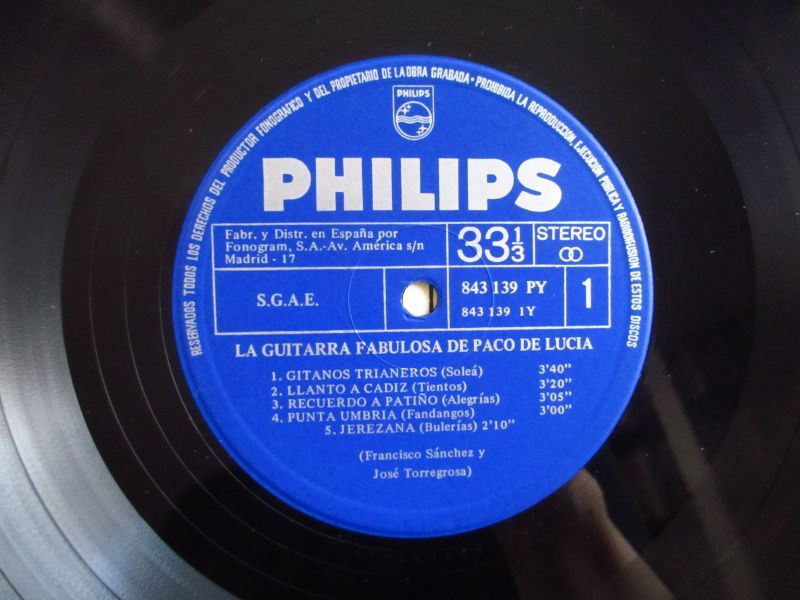 RESERVADOS TODOS LOS DERECHOS DEL PRODUCTOR FONOGRAFICO Y DEL PROPIETARIO DE LA OBRA GRABADA • PROHIBIDA LA REPRODUCCION, EJECUCION PUBLICA Y RADIODIFUSION DE ESTOS DISCOS
PHILIPS
PHILIPS
Fabr. y Distr. en España por
Fonogram, S.A.-Av. América s/n
Madrid - 17
33 1/3
STEREO
S.G.A.E.
843 139 PY
843 139 1Y
1
LA GUITARRA FABULOSA DE PACO DE LUCIA
1. GITANOS TRIANEROS (Soleá) 3'40"
2. LLANTO A CADIZ (Tientos) 3'20"
3. RECUERDO A PATIÑO (Alegrías) 3'05"
4. PUNTA UMBRIA (Fandangos) 3'00"
5. JEREZANA (Bulerías) 2'10"
(Francisco Sánchez y
José Torregrosa)